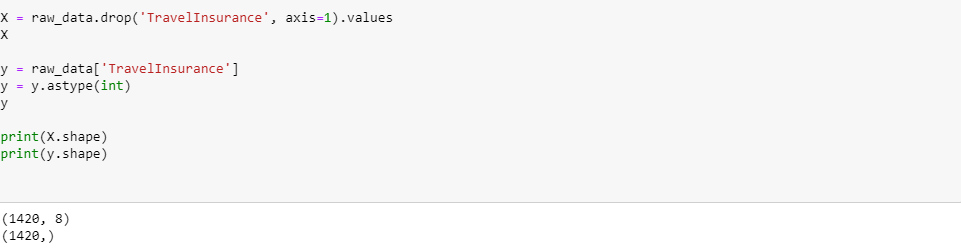 X = raw_data.drop('TravelInsurance', axis=1).values
X
y = raw_data['TravelInsurance']
y = y.astype(int)
y
print(X.shape)
print(y.shape)
(1420, 8)
(1420,)